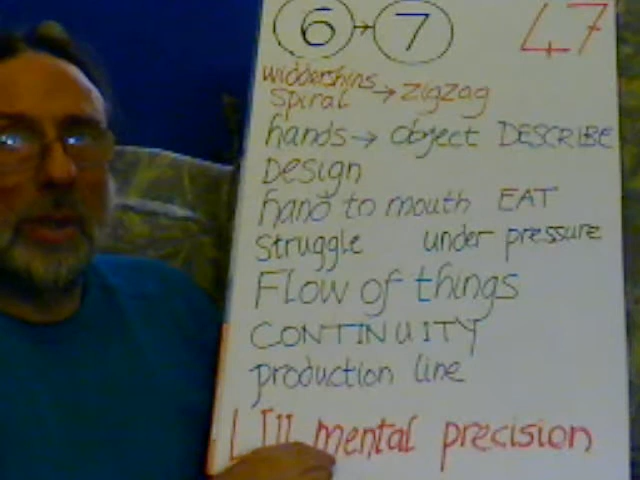 6 → 7 47
widdershins
spiral → zigzag
hands → object DESCRIBE
Design
hand to mouth EAT
struggle under pressure
Flow of things
CONTINUITY
production line
mental precision